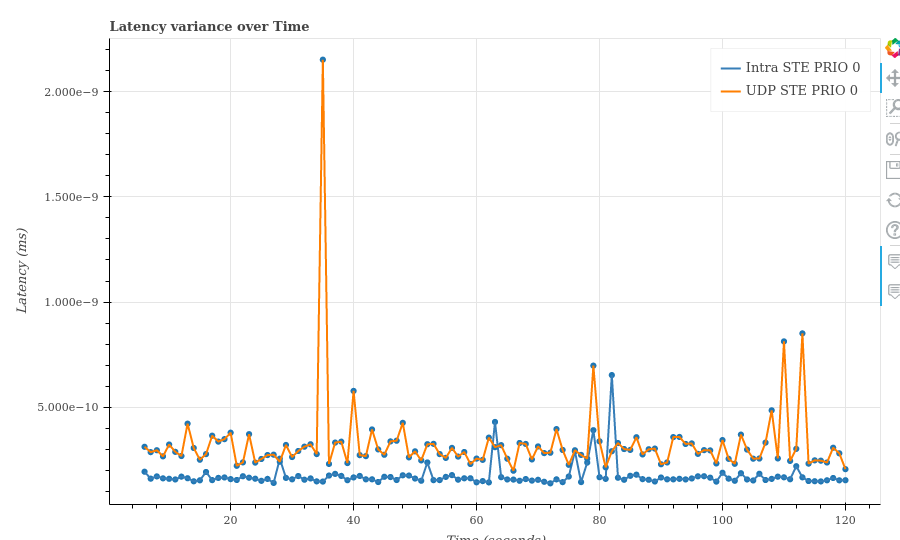 Latency variance over Time
Intra STE PRIO 0
UDP STE PRIO 0
2.000e−9
1.500e−9
1.000e−9
5.000e−10
Latency (ms)
20 40 60 80 100 120
Time (seconds)